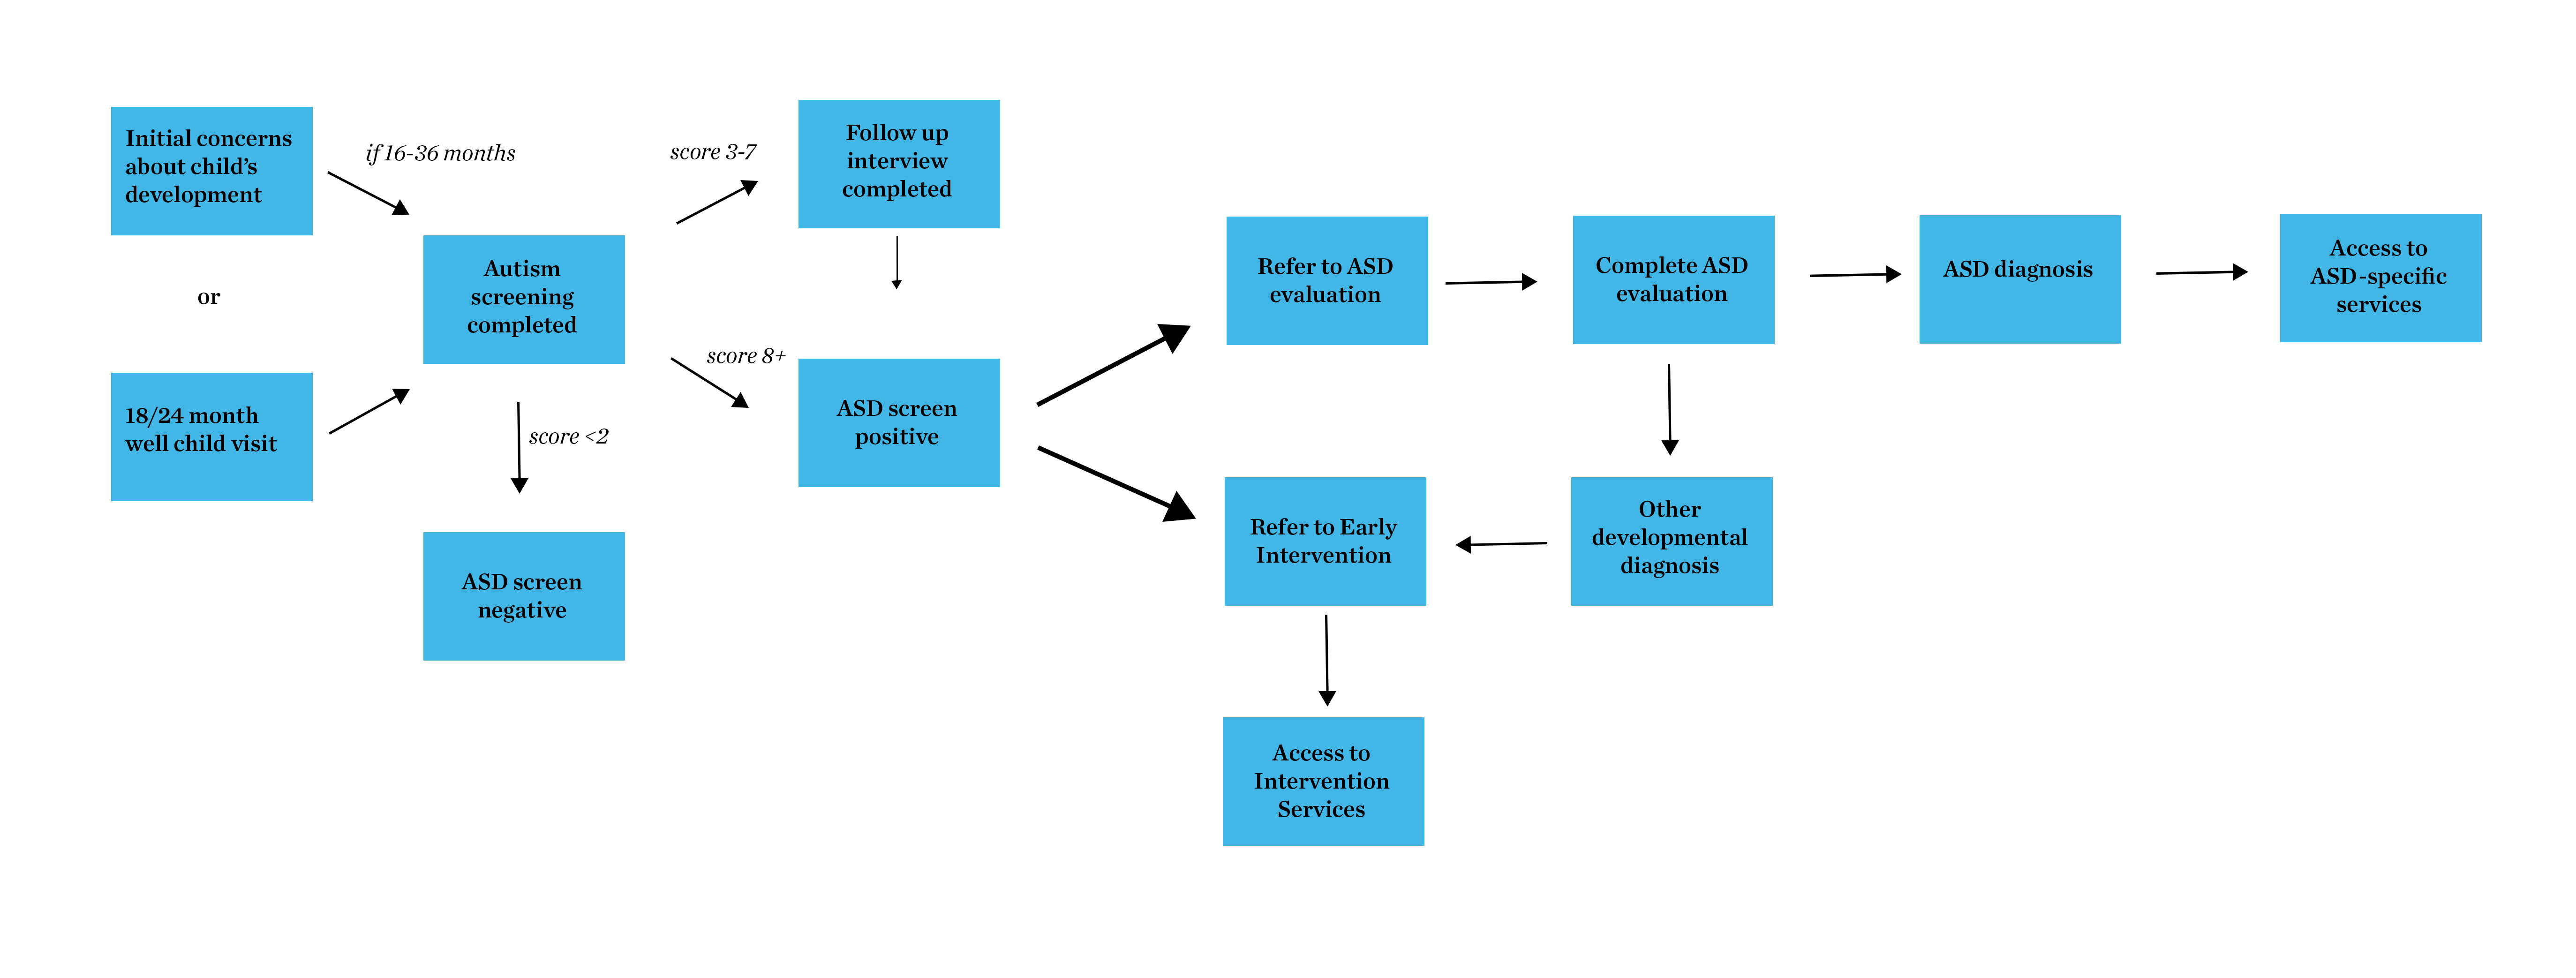 Initial concerns
about child's
development
if 16-36 months
or
18/24 month
well child visit
Autism
screening
completed
score <2
ASD screen
negative
score 3-7
Follow up
interview
completed
score 8+
ASD screen
positive
Refer to ASD
evaluation
Complete ASD
evaluation
ASD diagnosis
Access to
ASD-specific
services
Other
developmental
diagnosis
Refer to Early
Intervention
Access to
Intervention
Services